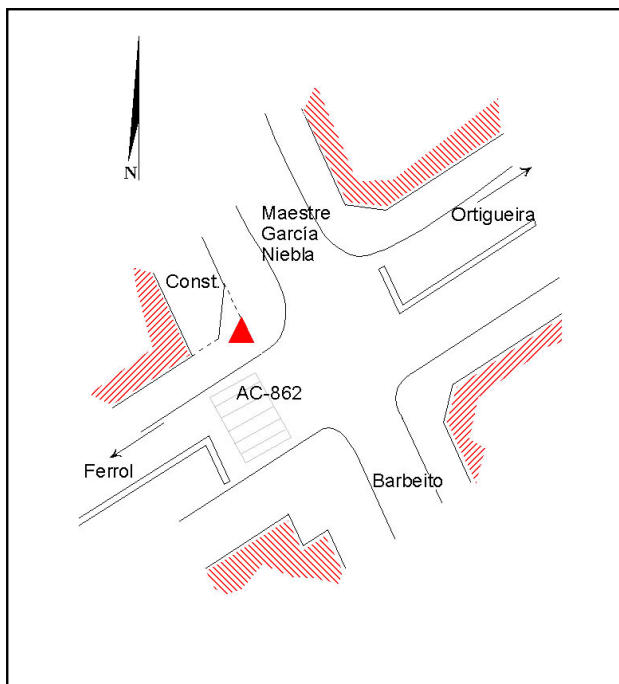 N
Maestre
García
Niebla
Ortigueira
Const.
AC-862
Ferrol
Barbeito